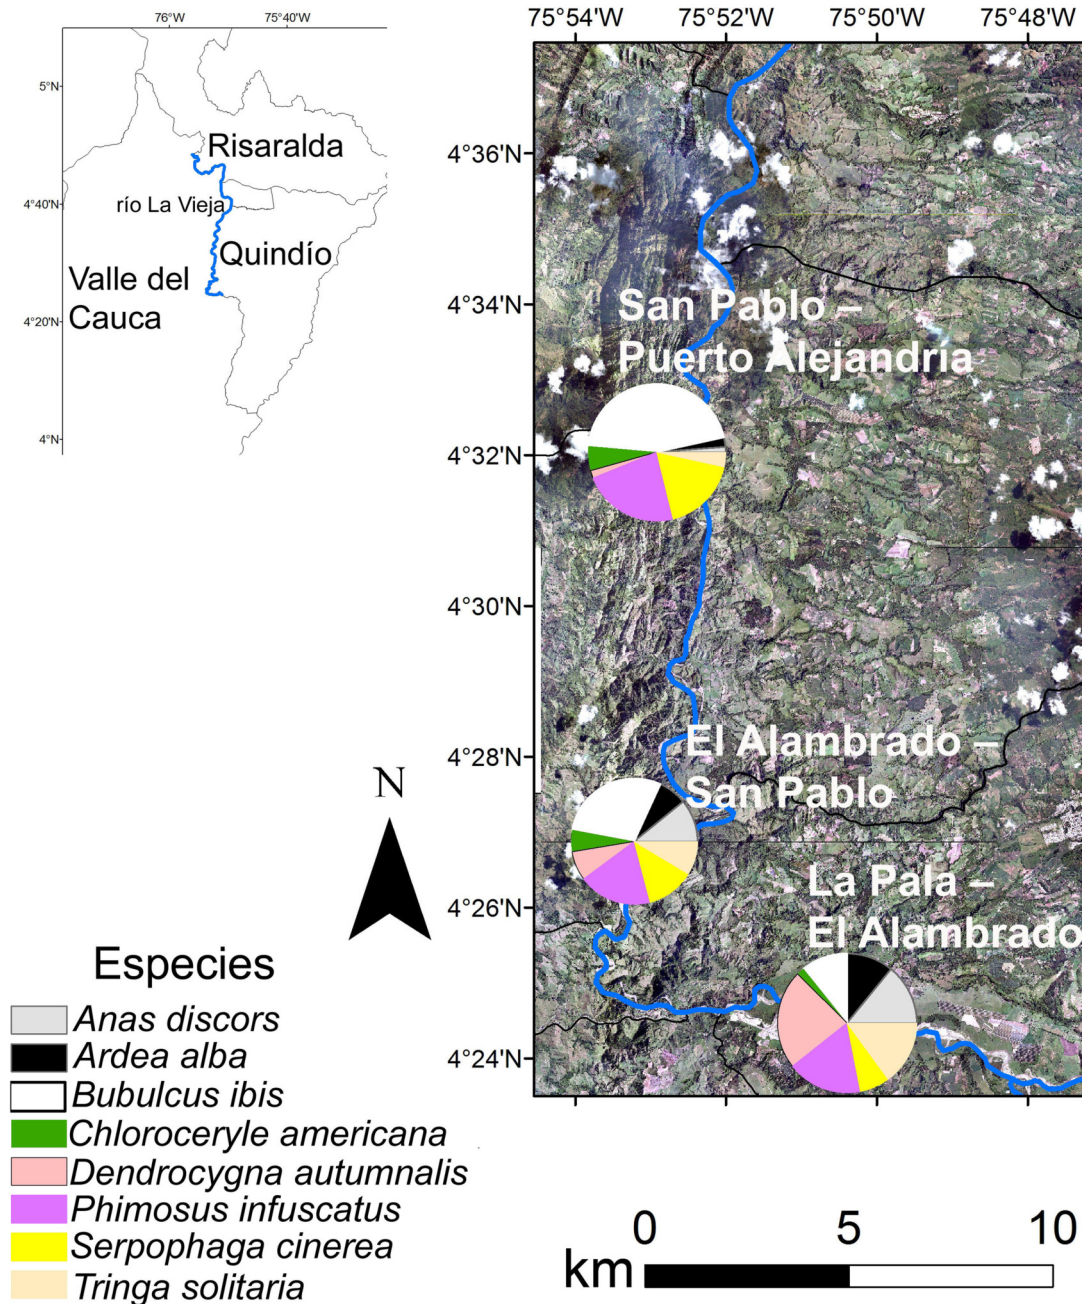 76°W
75°40'W
5°N
4°40'N
4°20'N
4°N
Risaralda
río La Vieja
Quindío
Valle del
Cauca
75°54'W
75°52'W
75°50'W
75°48'W
4°36'N
4°34'N
4°32'N
4°30'N
4°28'N
4°26'N
4°24'N
San Pablo –
Puerto Alejandría
El Alambrado –
San Pablo
La Pala –
El Alambrado
N
Especies
Anas discors
Ardea alba
Bubulcus ibis
Chloroceryle americana
Dendrocygna autumnalis
Phimosus infuscatus
Serpophaga cinerea
Tringa solitaria
0
5
10
km